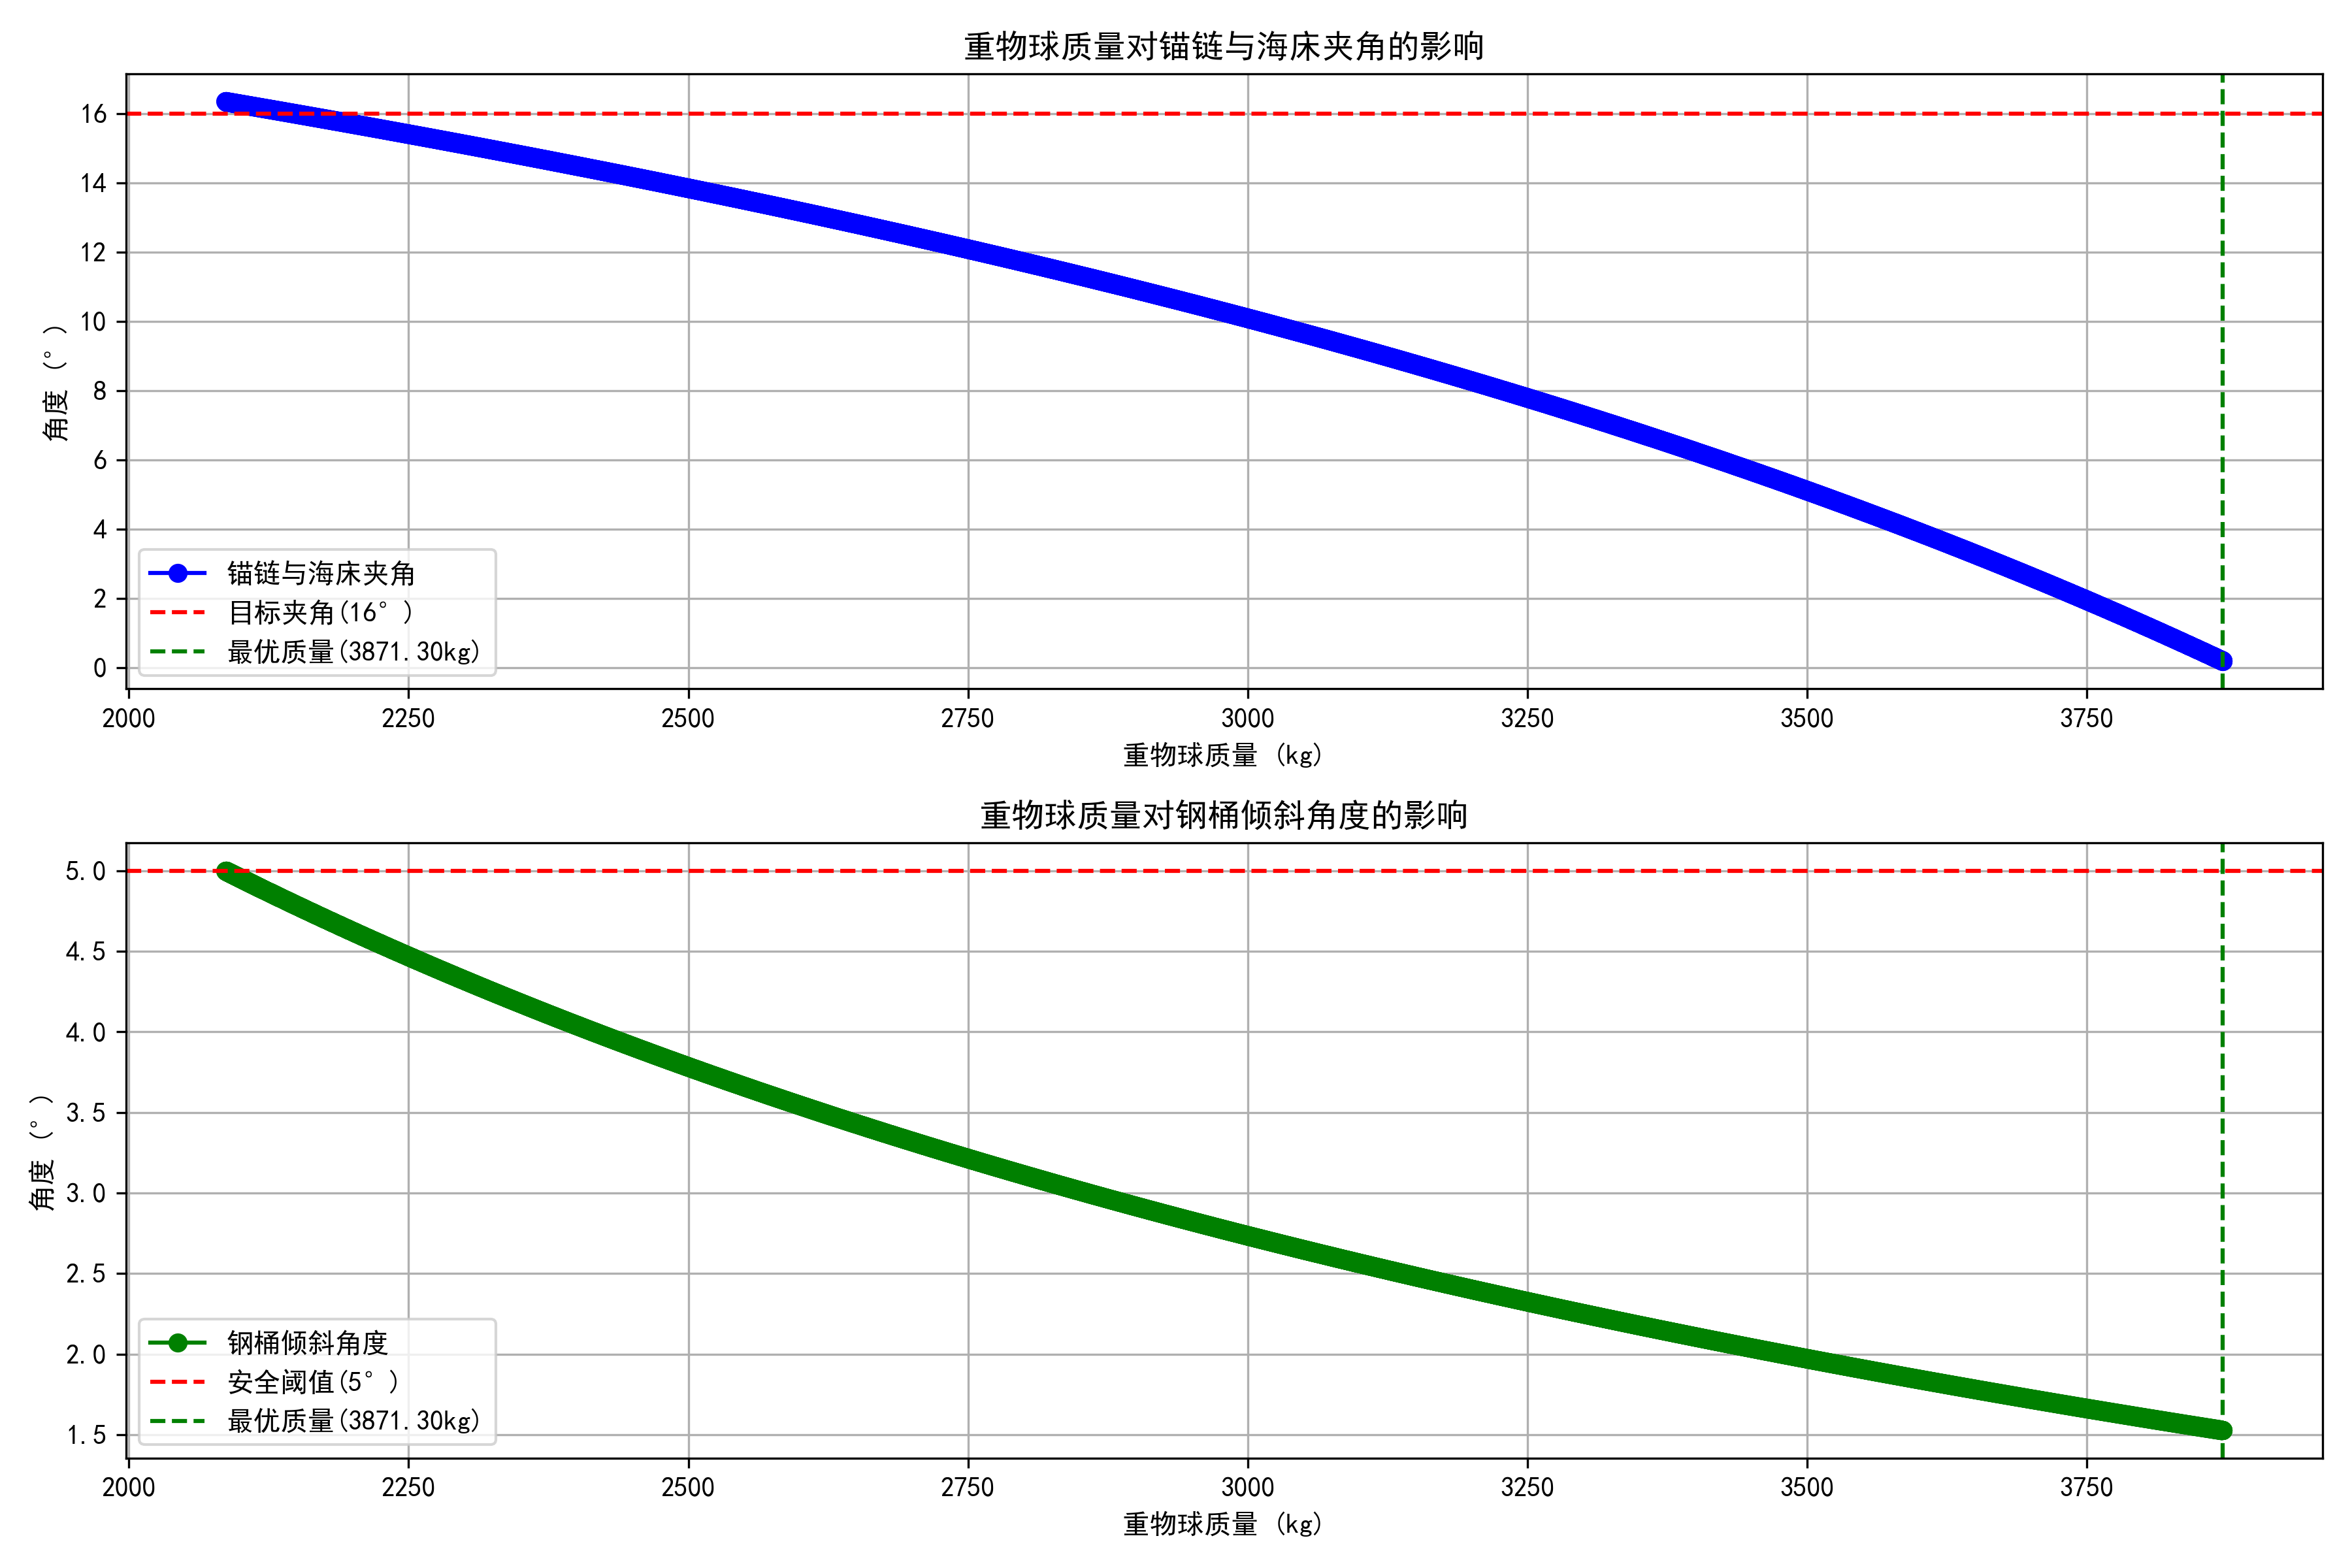 重物球质量对锚链与海床夹角的影响
角度 (°)
16
14
12
10
8
6
4
2
0
锚链与海床夹角
目标夹角(16°)
最优质量(3871.30kg)
2000 2250 2500 2750 3000 3250 3500 3750
重物球质量 (kg)
重物球质量对钢桶倾斜角度的影响
角度 (°)
5.0
4.5
4.0
3.5
3.0
2.5
2.0
1.5
钢桶倾斜角度
安全阈值(5°)
最优质量(3871.30kg)
2000 2250 2500 2750 3000 3250 3500 3750
重物球质量 (kg)